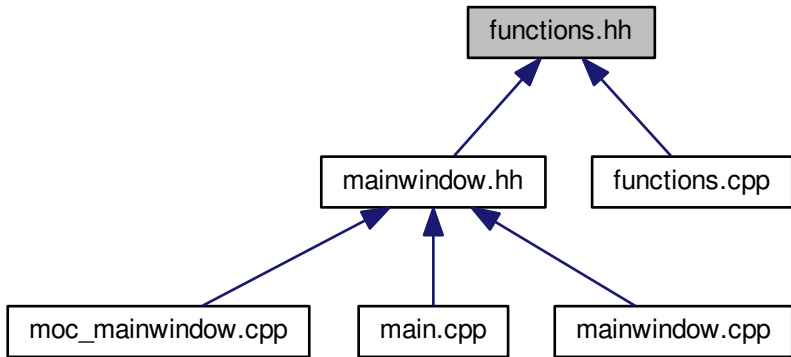 functions.hh
mainwindow.hh
functions.cpp
moc_mainwindow.cpp
main.cpp
mainwindow.cpp